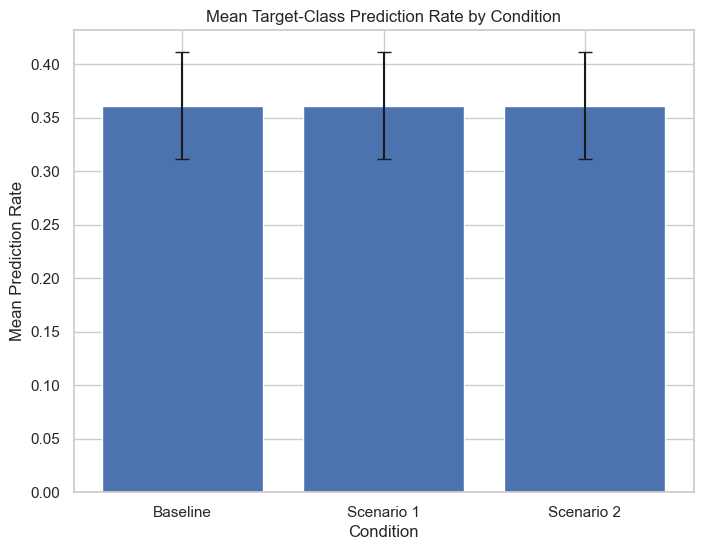 Mean Target-Class Prediction Rate by Condition
Mean Prediction Rate
0.40
0.35
0.30
0.25
0.20
0.15
0.10
0.05
0.00
Baseline
Scenario 1
Scenario 2
Condition